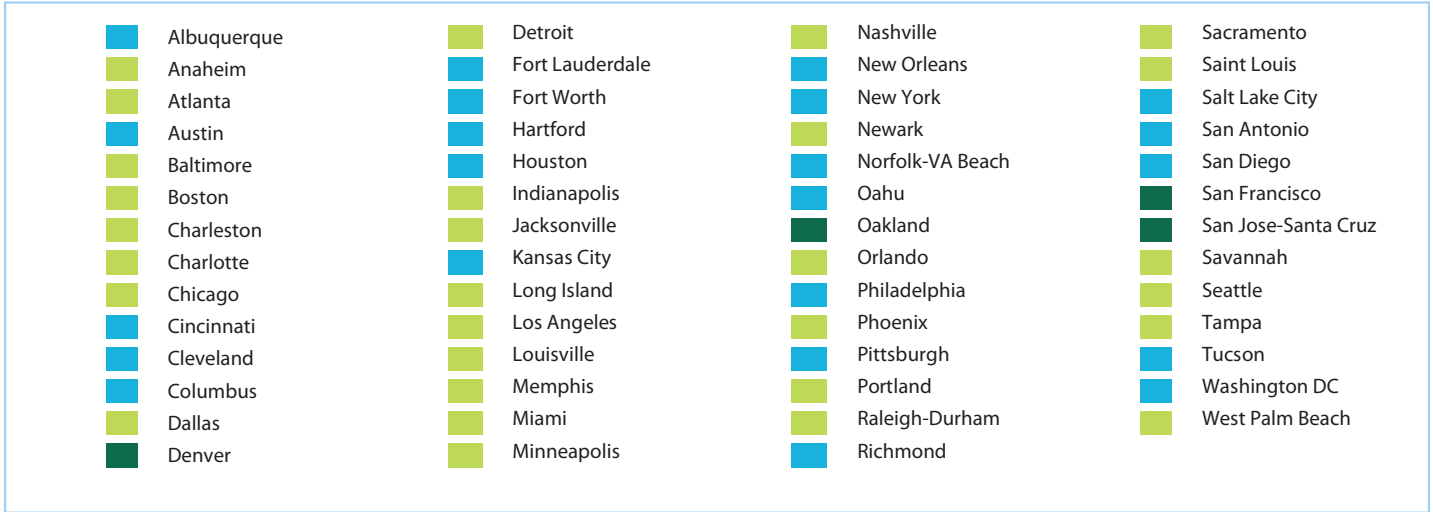 Albuquerque
Anaheim
Atlanta
Austin
Baltimore
Boston
Charleston
Charlotte
Chicago
Cincinnati
Cleveland
Columbus
Dallas
Denver
Detroit
Fort Lauderdale
Fort Worth
Hartford
Houston
Indianapolis
Jacksonville
Kansas City
Long Island
Los Angeles
Louisville
Memphis
Miami
Minneapolis
Nashville
New Orleans
New York
Newark
Norfolk-VA Beach
Oahu
Oakland
Orlando
Philadelphia
Phoenix
Pittsburgh
Portland
Raleigh-Durham
Richmond
Sacramento
Saint Louis
Salt Lake City
San Antonio
San Diego
San Francisco
San Jose-Santa Cruz
Savannah
Seattle
Tampa
Tucson
Washington DC
West Palm Beach